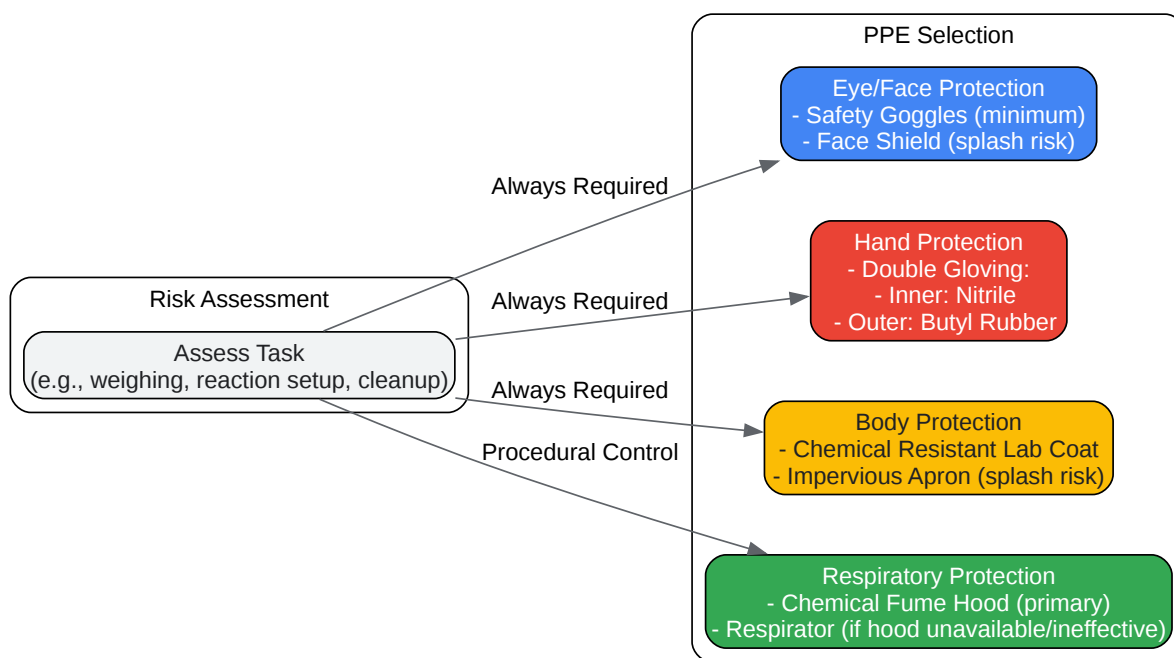 PPE Selection
Eye/Face Protection
- Safety Goggles (minimum)
- Face Shield (splash risk)
Always Required
Hand Protection
- Double Gloving:
- Inner: Nitrile
- Outer: Butyl Rubber
Risk Assessment
Always Required
Assess Task
(e.g., weighing, reaction setup, cleanup)
Always Required
Body Protection
- Chemical Resistant Lab Coat
- Impervious Apron (splash risk)
Procedural Control
Respiratory Protection
- Chemical Fume Hood (primary)
- Respirator (if hood unavailable/ineffective)